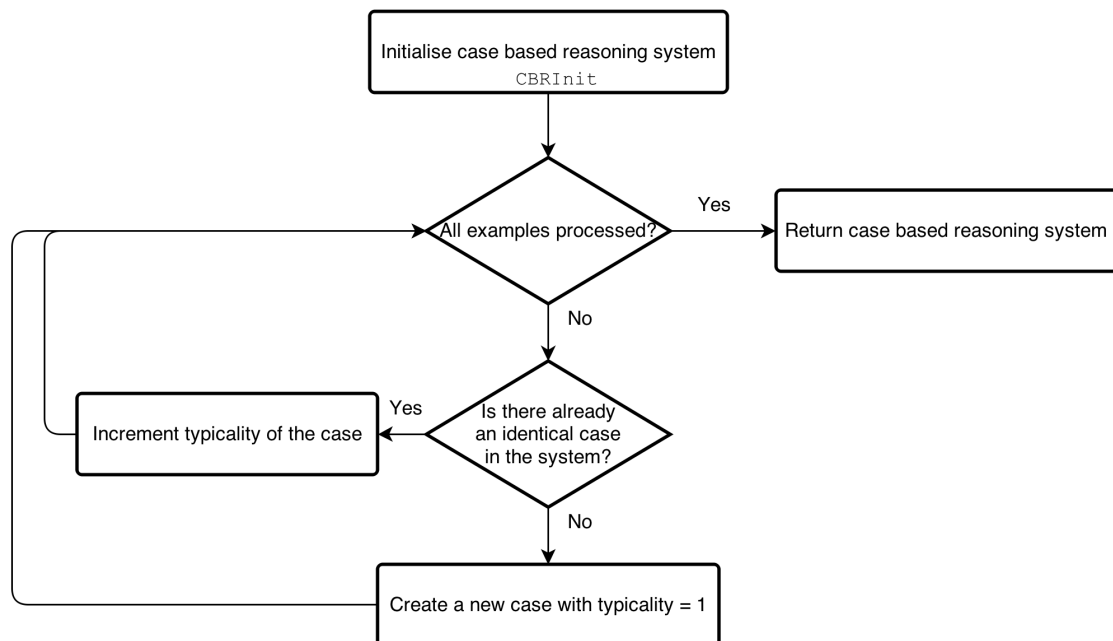 Initialise case based reasoning system
CBRInit
All examples processed?
Yes
Return case based reasoning system
No
Is there already
an identical case
in the system?
Yes
Increment typicality of the case
No
Create a new case with typicality = 1